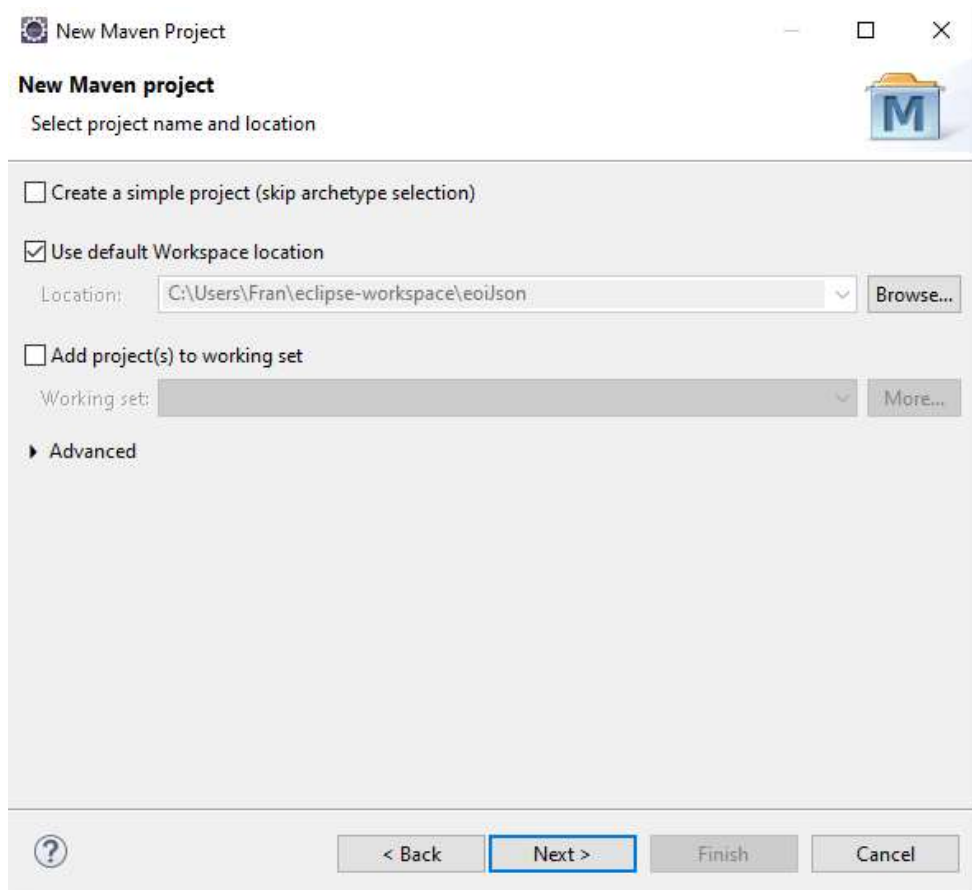 New Maven Project
New Maven project
Select project name and location
M
Create a simple project (skip archetype selection)
Use default Workspace location
Location: C:\Users\Fran\eclipse-workspace\eoiJson Browse...
Add project(s) to working set
Working set: More...
Advanced
? < Back Next > Finish Cancel